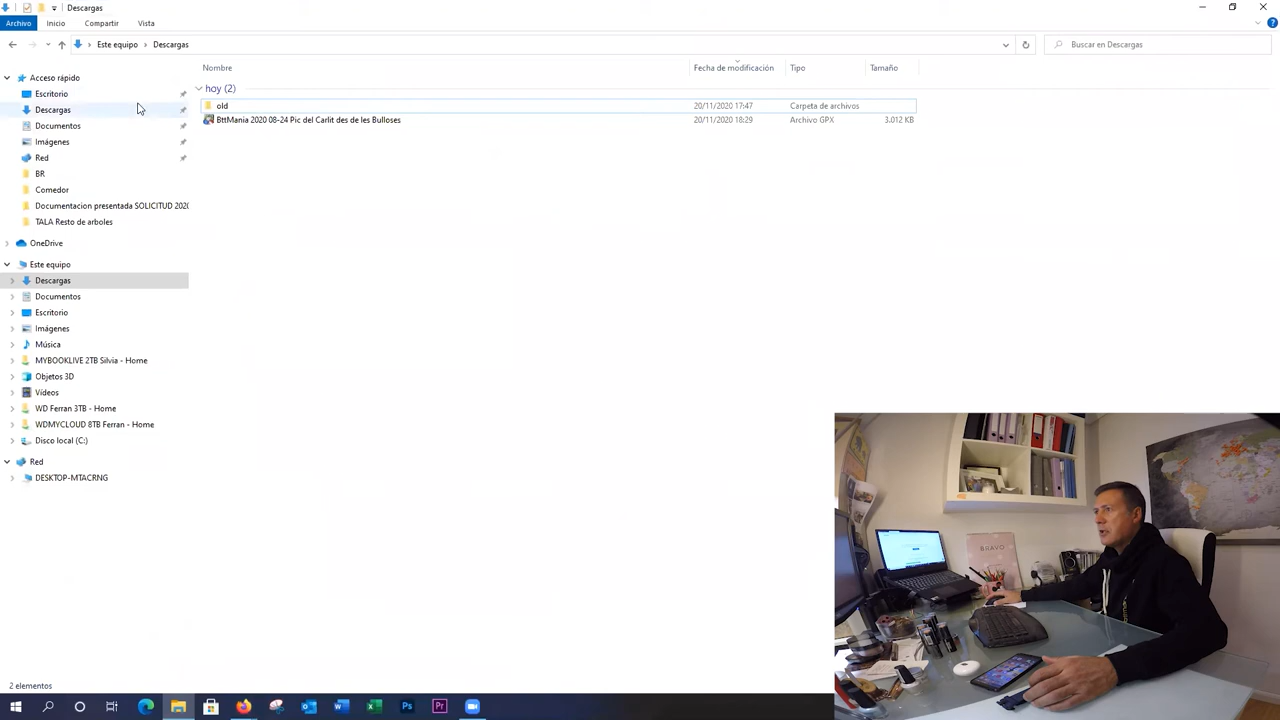 Descargas
Archivo Inicio Compartir Vista
Este equipo Descargas Buscar en Descargas
Nombre Fecha de modificación Tipo Tamaño
hoy (2)
old 20/11/2020 17:47 Carpeta de archivos
BttMania 2020 08-24 Pic del Carlit des de les Bulloses 20/11/2020 18:29 Archivo GPX 3.012 KB
Acceso rápido
Escritorio
Descargas
Documentos
Imágenes
Red
BR
Comedor
Documentacion presentada SOLICITUD 2020
TALA Resto de arboles
OneDrive
Este equipo
Descargas
Documentos
Escritorio
Imágenes
Música
MYBOOKLIVE 2TB Silvia - Home
Objetos 3D
Vídeos
WD Ferran 3TB - Home
WDMYCLOUD 8TB Ferran - Home
Disco local (C:)
Red
DESKTOP-MTACRNG
BRAVO
2 elementos